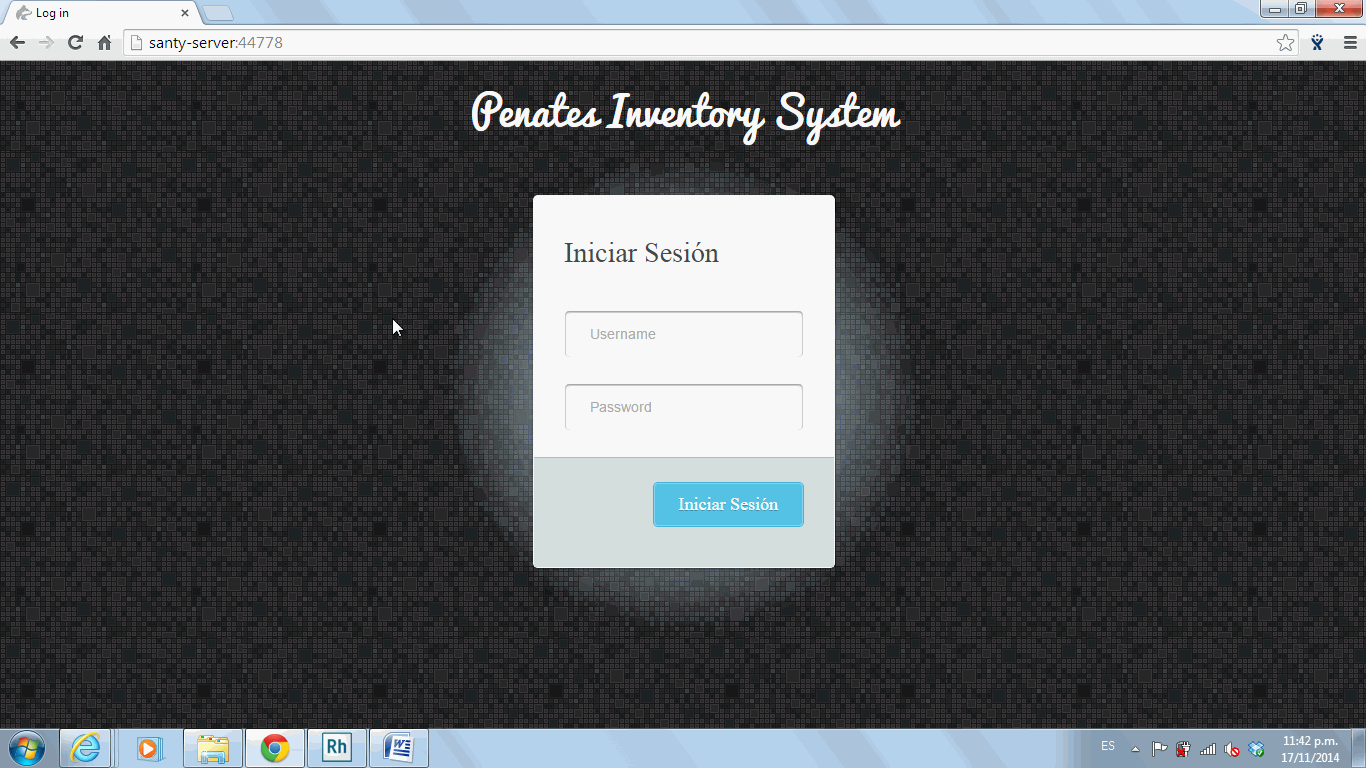 Log in
santy-server:44778
Penates Inventory System
Iniciar Sesión
Username
Password
Iniciar Sesión
Rh
W
ES
11:42 p.m.
17/11/2014